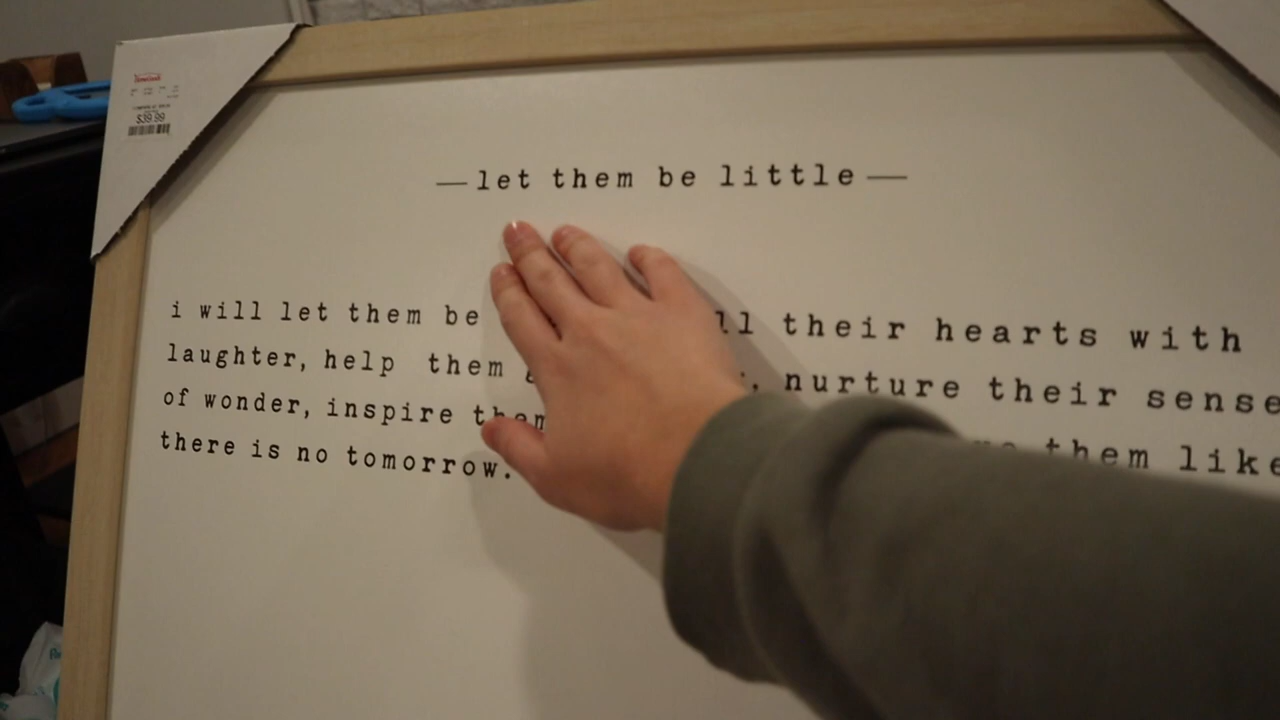 HomeGoods
$39.99
— let them be little —
i will let them be ll their hearts with
laughter, help them nurture their sense
of wonder, inspire them them like
there is no tomorrow.